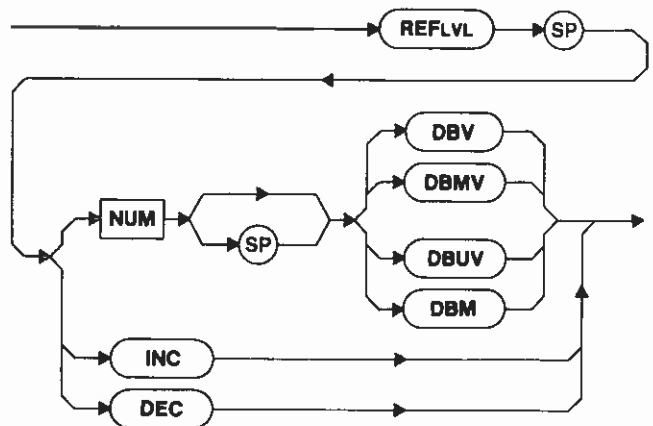 REFLVL SP
DBV
DBMV
NUM
SP
DBUV
DBM
INC
DEC